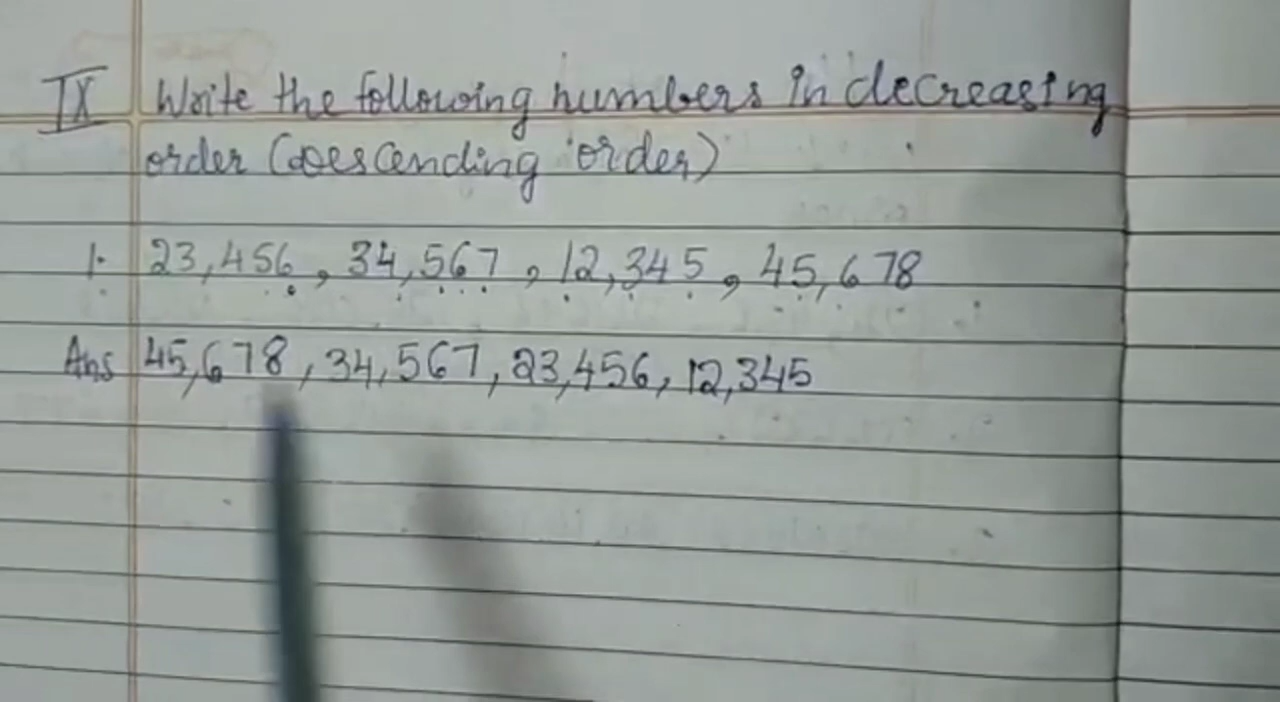 IX Write the following numbers in decreasing
order (descending order)
1. 23,456, 34,567, 12,345, 45,678
Ans 45,678, 34,567, 23,456, 12,345